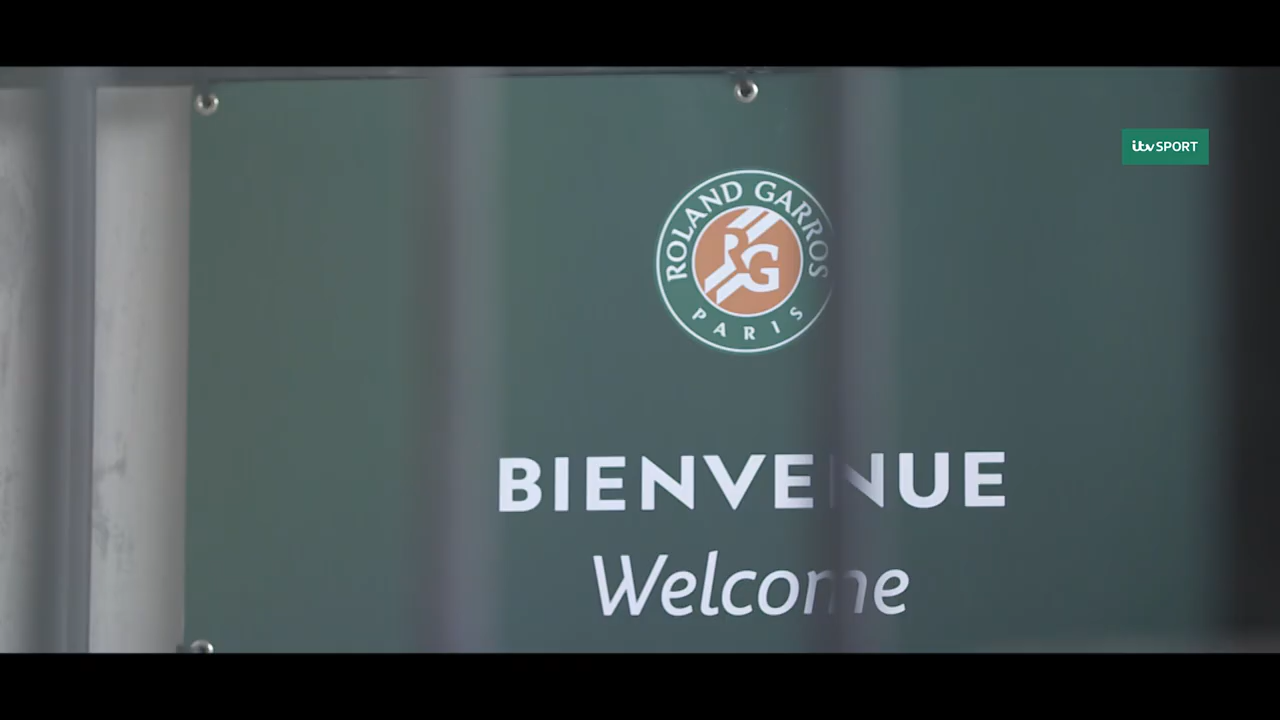 itv SPORT
ROLAND GARROS
RG
PARIS
BIENVENUE
Welcome